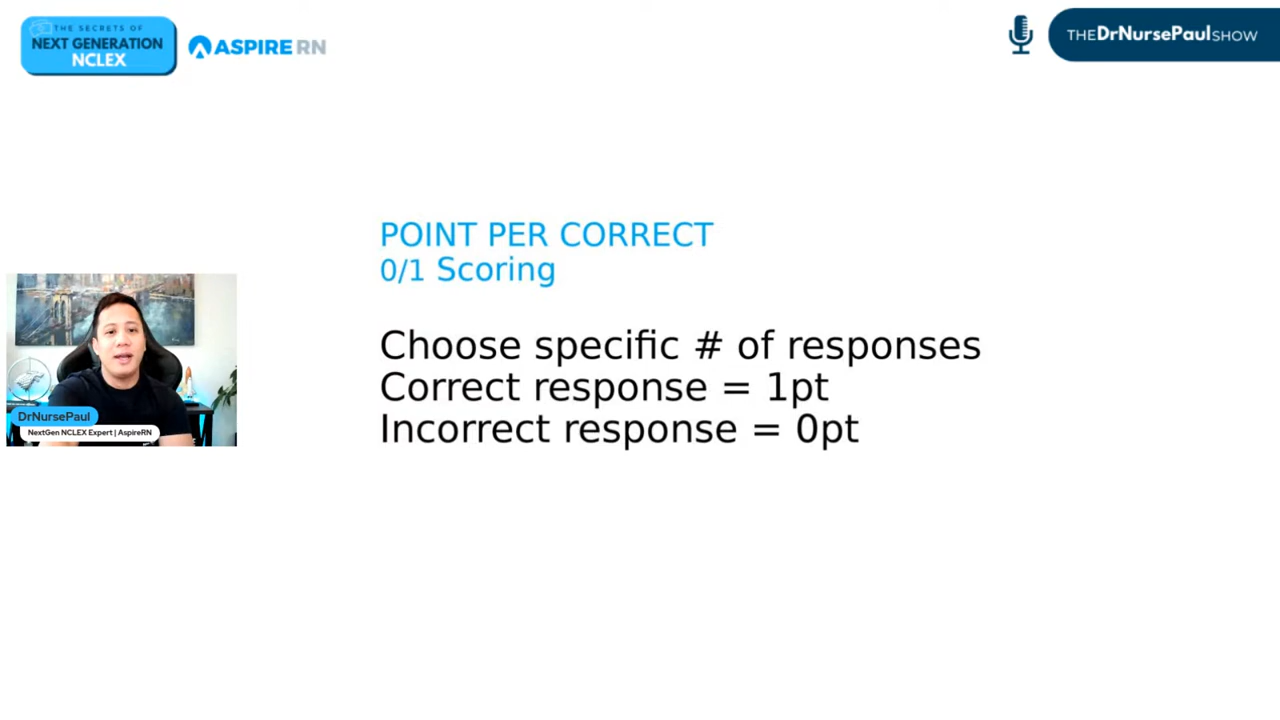 THE SECRETS OF
NEXT GENERATION
NCLEX
ASPIRE RN
THEDrNursePaulSHOW
POINT PER CORRECT
0/1 Scoring
Choose specific # of responses
Correct response = 1pt
Incorrect response = 0pt
DrNursePaul
NextGen NCLEX Expert | AspireRN